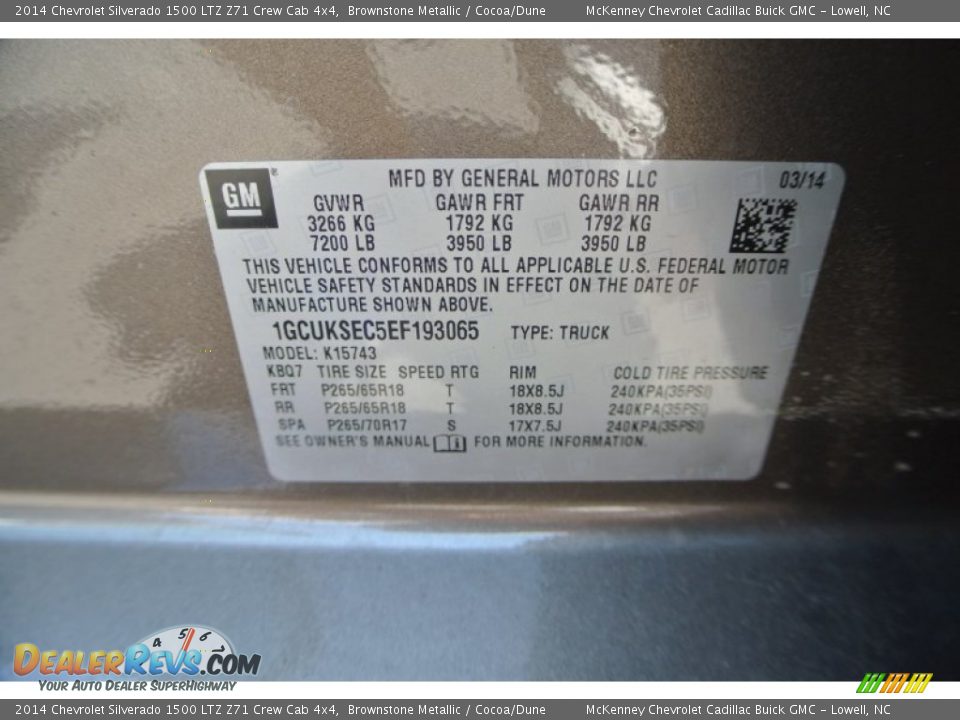 2014 Chevrolet Silverado 1500 LTZ Z71 Crew Cab 4x4, Brownstone Metallic / Cocoa/Dune McKenney Chevrolet Cadillac Buick GMC - Lowell, NC
GM MFD BY GENERAL MOTORS LLC 03/14
GVWR GAWR FRT GAWR RR
3266 KG 1792 KG 1792 KG
7200 LB 3950 LB 3950 LB
THIS VEHICLE CONFORMS TO ALL APPLICABLE U.S. FEDERAL MOTOR
VEHICLE SAFETY STANDARDS IN EFFECT ON THE DATE OF
MANUFACTURE SHOWN ABOVE.
1GCUKSEC5EF193065 TYPE: TRUCK
MODEL: K15743
KBQ7 TIRE SIZE SPEED RTG RIM COLD TIRE PRESSURE
FRT P265/65R18 T 18X8.5J 240KPA(35PSI)
RR P265/65R18 T 18X8.5J 240KPA(35PSI)
SPA P265/70R17 S 17X7.5J 240KPA(35PSI)
SEE OWNER'S MANUAL FOR MORE INFORMATION.
4 5 6 7
DEALERREVS.COM
YOUR AUTO DEALER SUPERHIGHWAY
2014 Chevrolet Silverado 1500 LTZ Z71 Crew Cab 4x4, Brownstone Metallic / Cocoa/Dune McKenney Chevrolet Cadillac Buick GMC - Lowell, NC